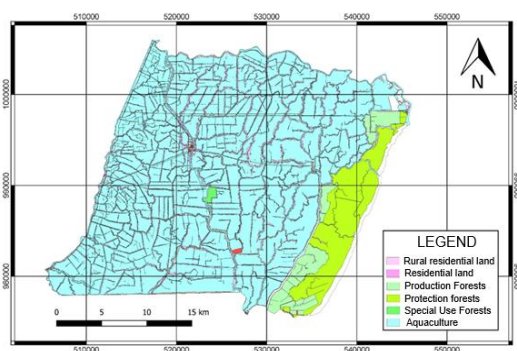 510000 520000 530000 540000 550000
1000000
990000
980000
N
LEGEND
Rural residential land
Residential land
Production Forests
Protection forests
Special Use Forests
Aquaculture
0 5 10 15 km
510000 520000 530000 540000 550000